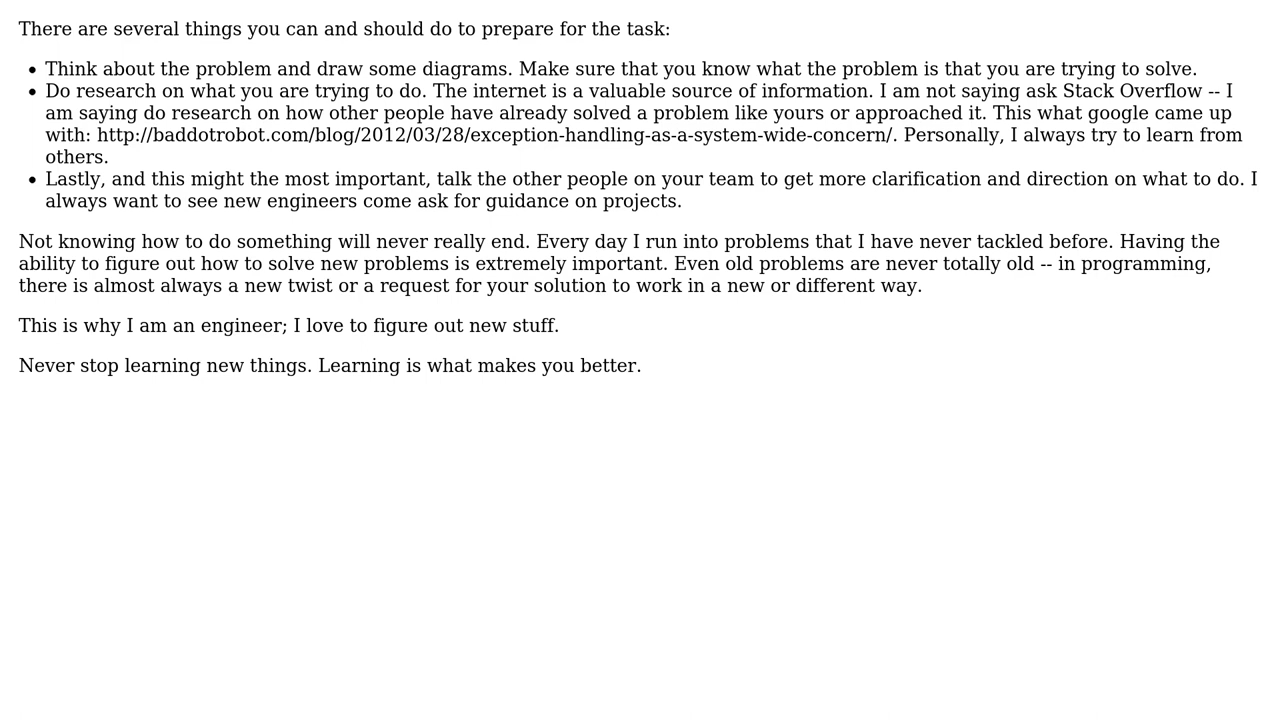 There are several things you can and should do to prepare for the task:
• Think about the problem and draw some diagrams. Make sure that you know what the problem is that you are trying to solve.
• Do research on what you are trying to do. The internet is a valuable source of information. I am not saying ask Stack Overflow -- I
am saying do research on how other people have already solved a problem like yours or approached it. This what google came up
with: http://baddotrobot.com/blog/2012/03/28/exception-handling-as-a-system-wide-concern/. Personally, I always try to learn from
others.
• Lastly, and this might the most important, talk the other people on your team to get more clarification and direction on what to do. I
always want to see new engineers come ask for guidance on projects.
Not knowing how to do something will never really end. Every day I run into problems that I have never tackled before. Having the
ability to figure out how to solve new problems is extremely important. Even old problems are never totally old -- in programming,
there is almost always a new twist or a request for your solution to work in a new or different way.
This is why I am an engineer; I love to figure out new stuff.
Never stop learning new things. Learning is what makes you better.